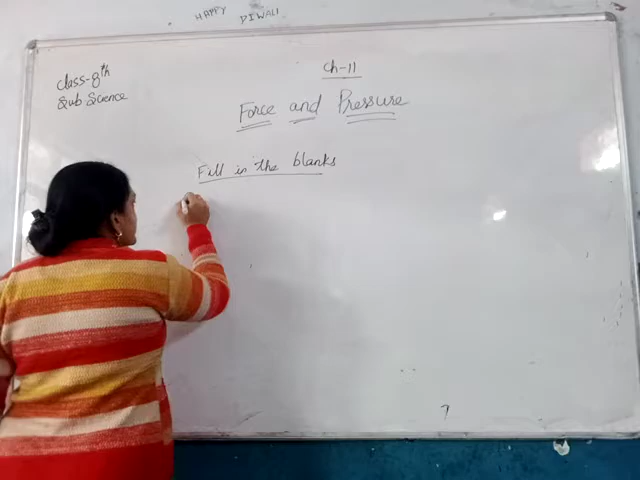 HAPPY DIWALI
Class-8th
Sub Science
Ch-11
Force and Pressure
Fill in the blanks